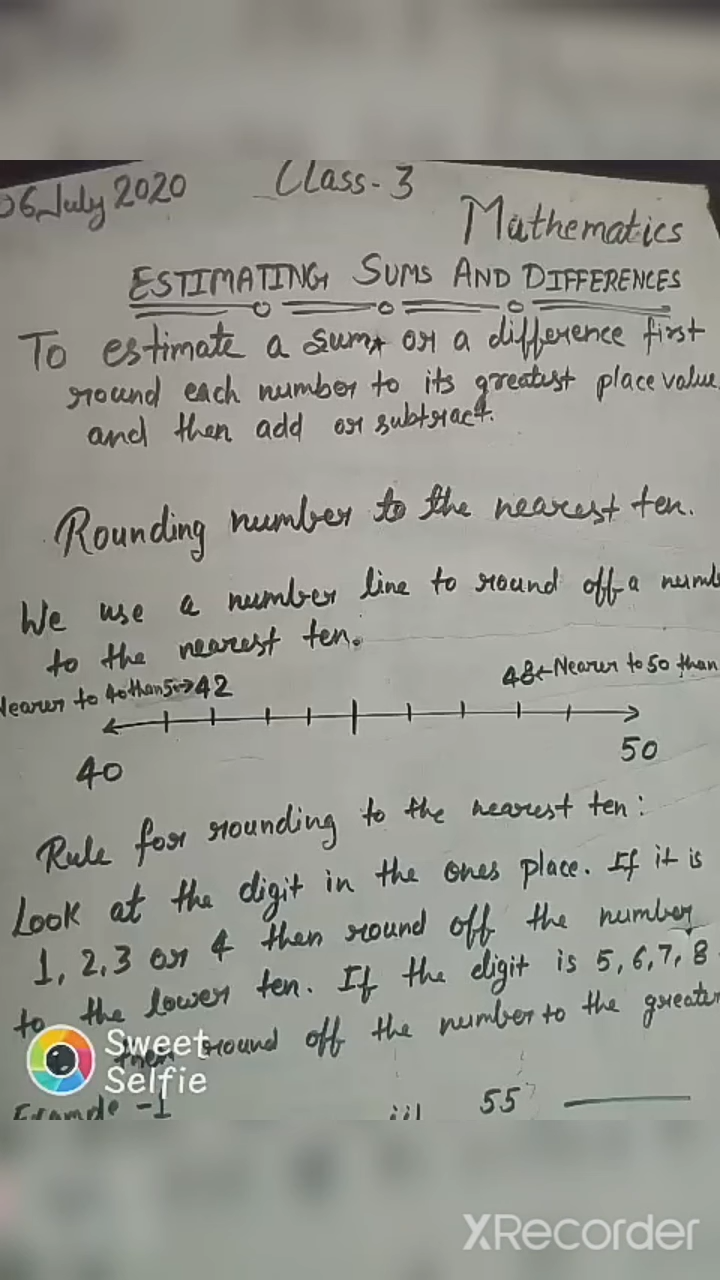 06 July 2020 Class-3
Mathematics
ESTIMATING SUMS AND DIFFERENCES
To estimate a sum or a difference first
round each number to its greatest place value
and then add or subtract.
Rounding number to the nearest ten.
We use a number line to round off a numb
to the nearest ten.
Nearer to 40 than 50→42 48←Nearer to 50 than
40 50
Rule for rounding to the nearest ten:
Look at the digit in the ones place. If it is
1, 2, 3 or 4 then round off the number
to the lower ten. If the digit is 5, 6, 7, 8
then round off the number to the greater
Sweet
Selfie
Example -1 55
XRecorder